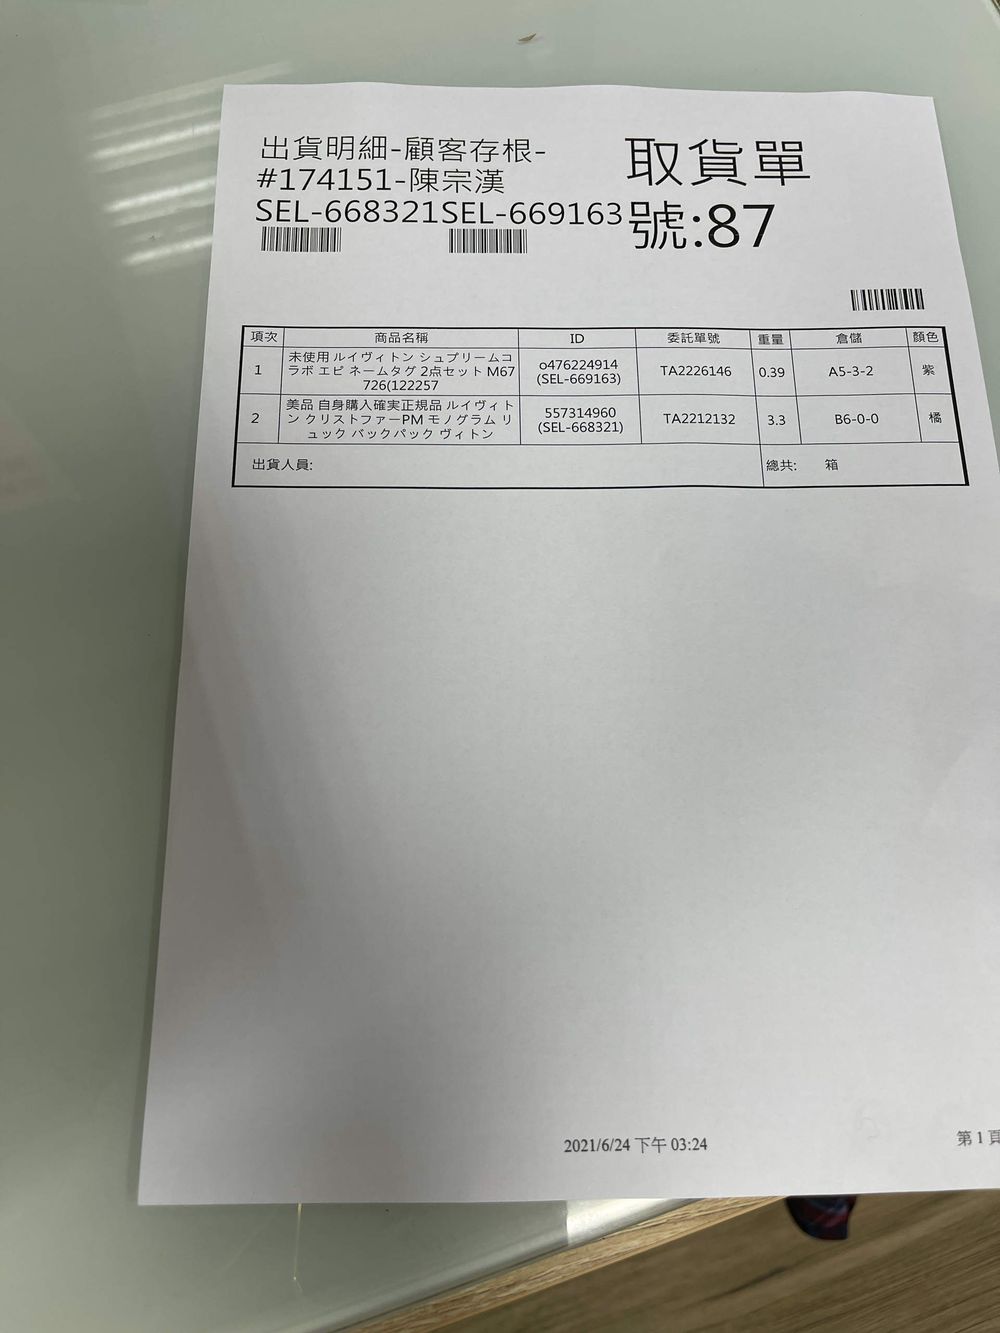 出貨明細-顧客存根-
#174151-陳宗漢
SEL-668321SEL-669163
取貨單
號:87
項次 商品名稱 ID 委託單號 重量 倉儲 顏色
1 未使用 ルイヴィトン シュプリームコ
ラボ エピ ネームタグ 2点セット M67
726(122257
o476224914
(SEL-669163)
TA2226146 0.39 A5-3-2 紫
2 美品 自身購入確実正規品 ルイヴィト
ン クリストファーPM モノグラム リ
ュック バックパック ヴィトン
557314960
(SEL-668321)
TA2212132 3.3 B6-0-0 橘
出貨人員: 總共: 箱
2021/6/24 下午 03:24
第 1 頁